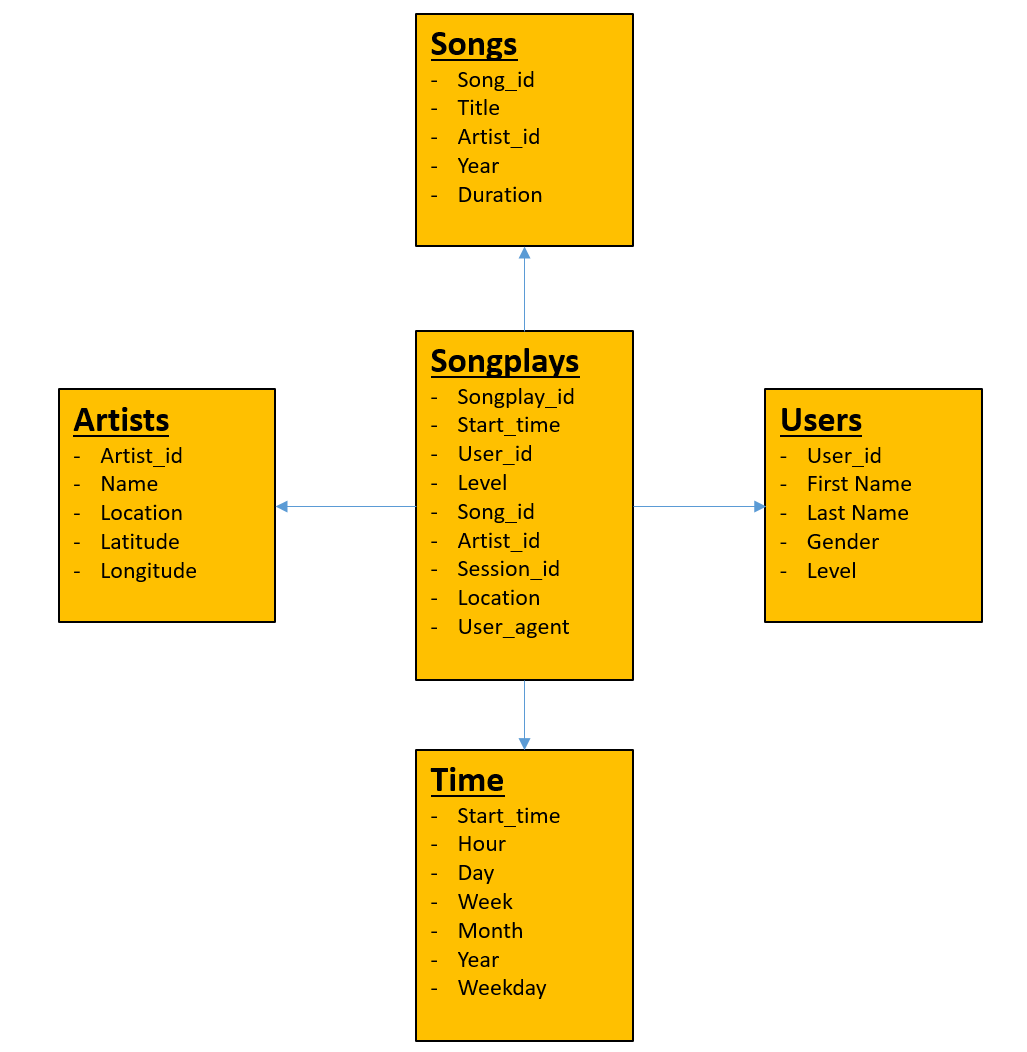 Songs
- Song_id
- Title
- Artist_id
- Year
- Duration
Songplays
- Songplay_id
- Start_time
- User_id
- Level
- Song_id
- Artist_id
- Session_id
- Location
- User_agent
Artists
- Artist_id
- Name
- Location
- Latitude
- Longitude
Users
- User_id
- First Name
- Last Name
- Gender
- Level
Time
- Start_time
- Hour
- Day
- Week
- Month
- Year
- Weekday